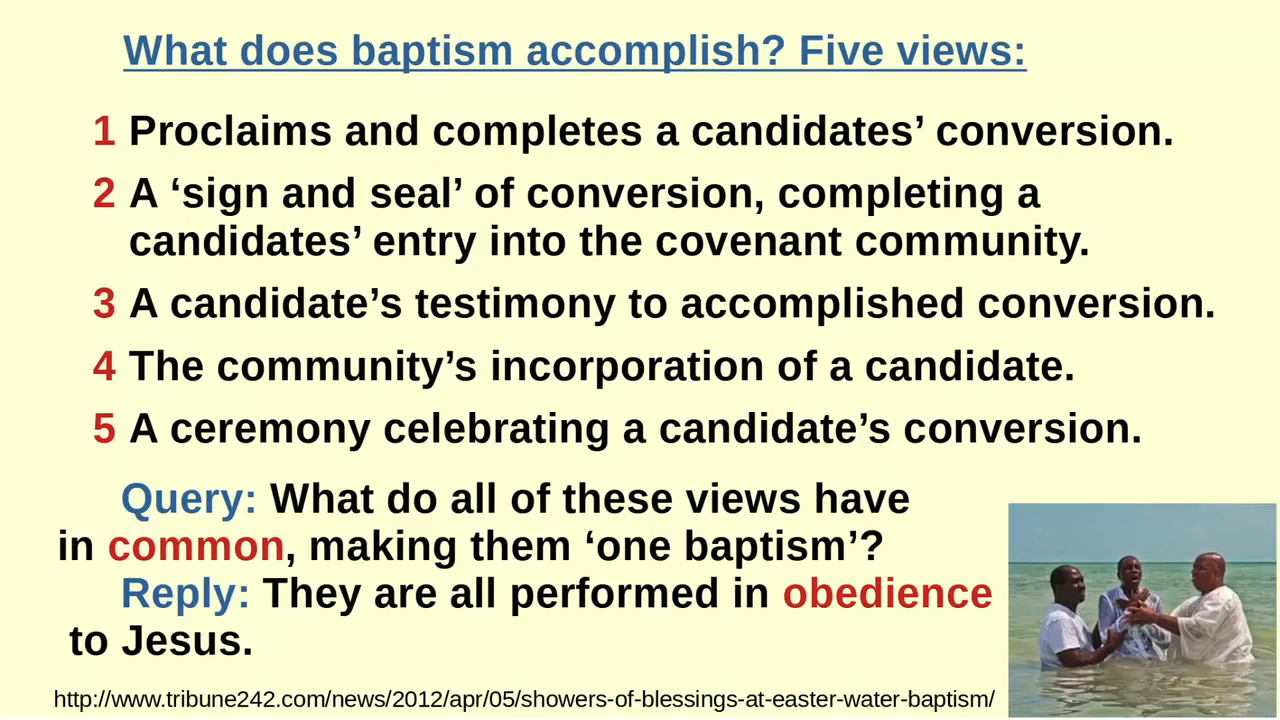 What does baptism accomplish? Five views:
1 Proclaims and completes a candidates’ conversion.
2 A ‘sign and seal’ of conversion, completing a
candidates’ entry into the covenant community.
3 A candidate’s testimony to accomplished conversion.
4 The community’s incorporation of a candidate.
5 A ceremony celebrating a candidate’s conversion.
Query: What do all of these views have
in common, making them ‘one baptism’?
Reply: They are all performed in obedience
to Jesus.
http://www.tribune242.com/news/2012/apr/05/showers-of-blessings-at-easter-water-baptism/